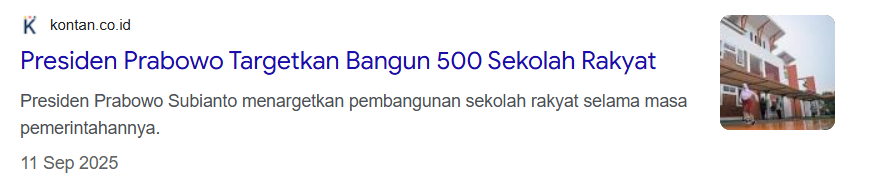 kontan.co.id
Presiden Prabowo Targetkan Bangun 500 Sekolah Rakyat
Presiden Prabowo Subianto menargetkan pembangunan sekolah rakyat selama masa
pemerintahannya.
11 Sep 2025